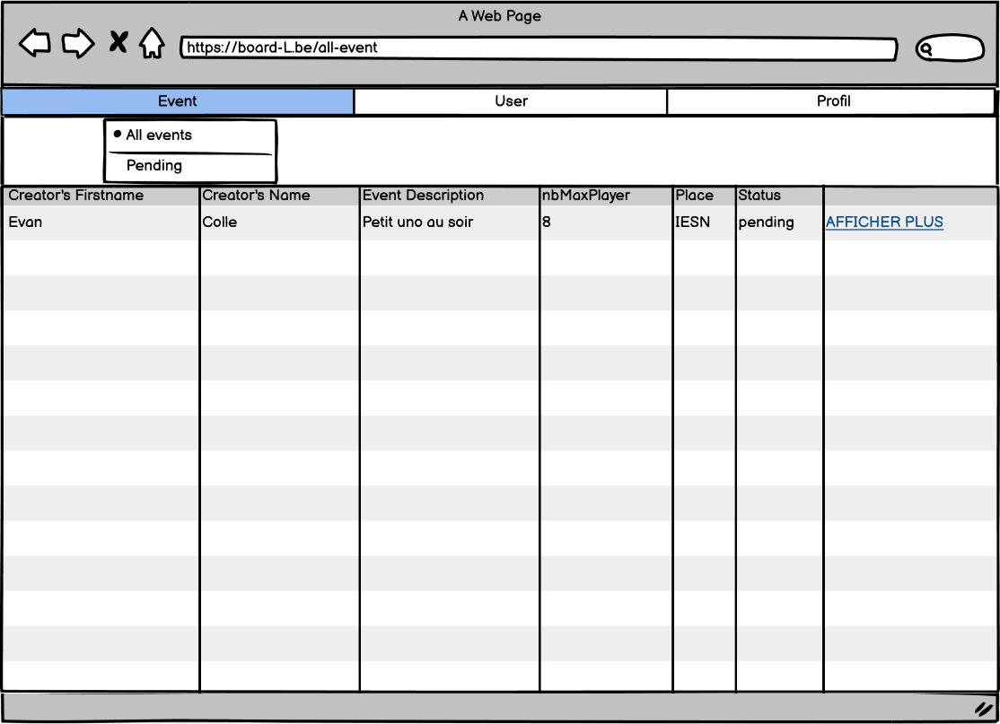 A Web Page
https://board-L.be/all-event
Event User Profil
All events
Pending
Creator's Firstname Creator's Name Event Description nbMaxPlayer Place Status
Evan Colle Petit uno au soir 8 IESN pending AFFICHER PLUS